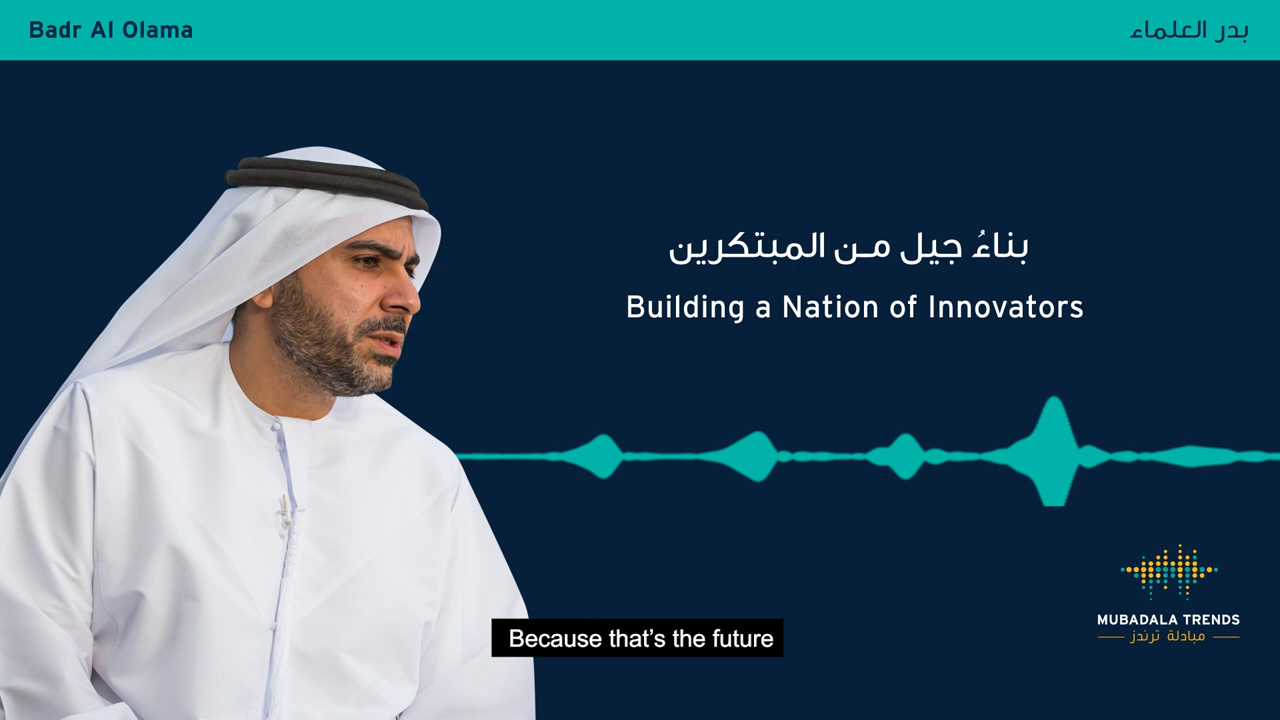 Badr Al Olama
بدر العلماء
بناءُ جيل مـن المبتكرين
Building a Nation of Innovators
MUBADALA TRENDS
مبادلة ترندز
Because that's the future